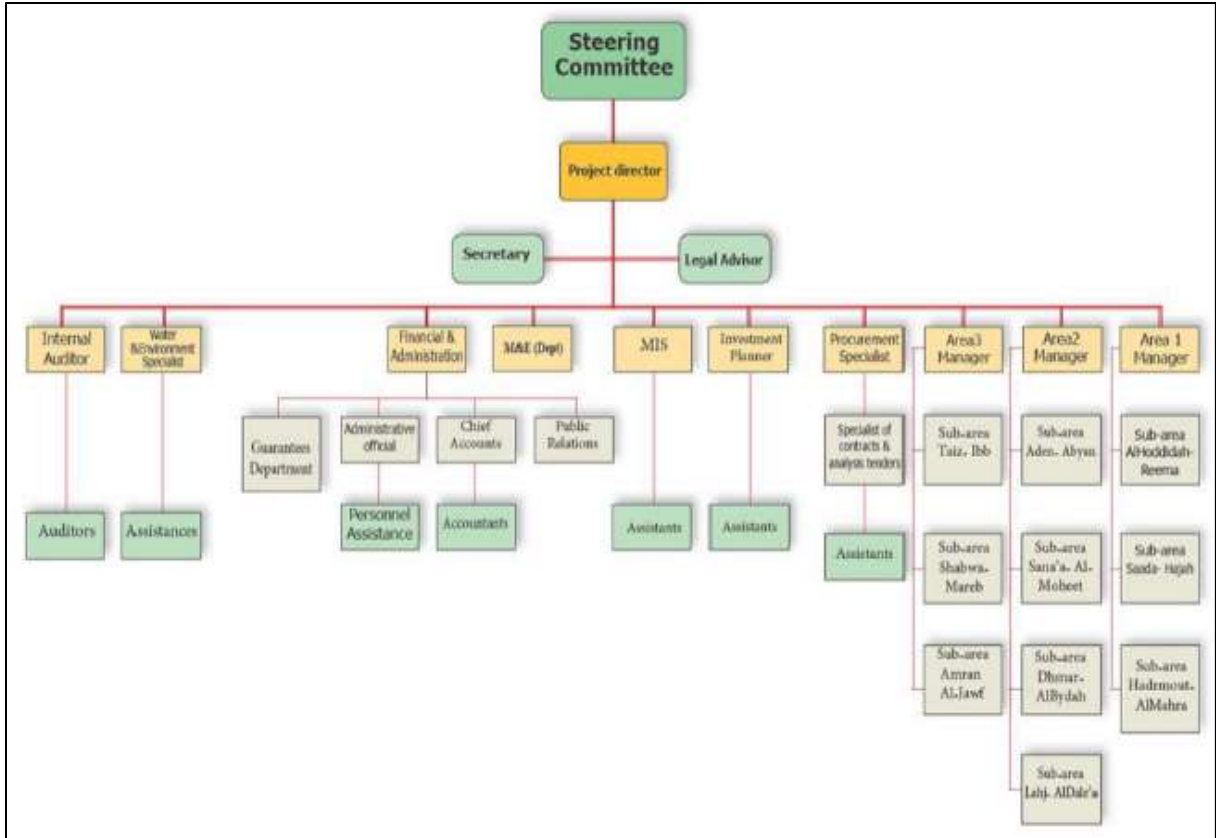 Steering
Committee
Project director
Secretary
Legal Advisor
Internal
Auditor
Water
&Environment
Specialist
Financial &
Administration
M&E (Dept)
MIS
Investment
Planner
Procurement
Specialist
Area3
Manager
Area2
Manager
Area 1
Manager
Guarantees
Department
Administrative
official
Chief
Accounts
Public
Relations
Specialist of
contracts &
analysis tenders
Sub-area
Taiz- Ibb
Sub-area
Aden- Abyan
Sub-area
Reema
Auditors
Assistances
Personnel
Assistance
Accountants
Assistants
Assistants
Assistants
Sub-area
Shabwa-
Mareb
Sub-area
Sana'a- Al-
Moheet
Sub-area
Saada- Hajah
Sub-area
Amran
AL-Jawf
Sub-area
Dhmar-
AlBydah
Sub-area
Hadrmout-
AlMahra
Sub-area
Lahj- AlDale'a